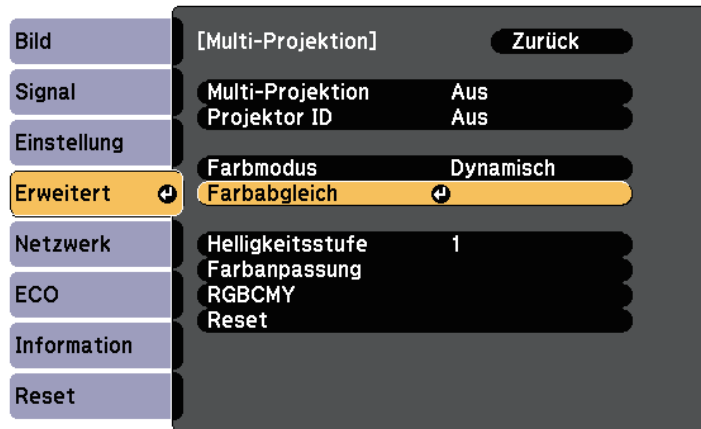 Bild
Signal
Einstellung
Erweitert
Netzwerk
ECO
Information
Reset
[Multi-Projektion] Zurück
Multi-Projektion Aus
Projektor ID Aus
Farbmodus Dynamisch
Farbabgleich
Helligkeitsstufe 1
Farbanpassung
RGBCMY
Reset